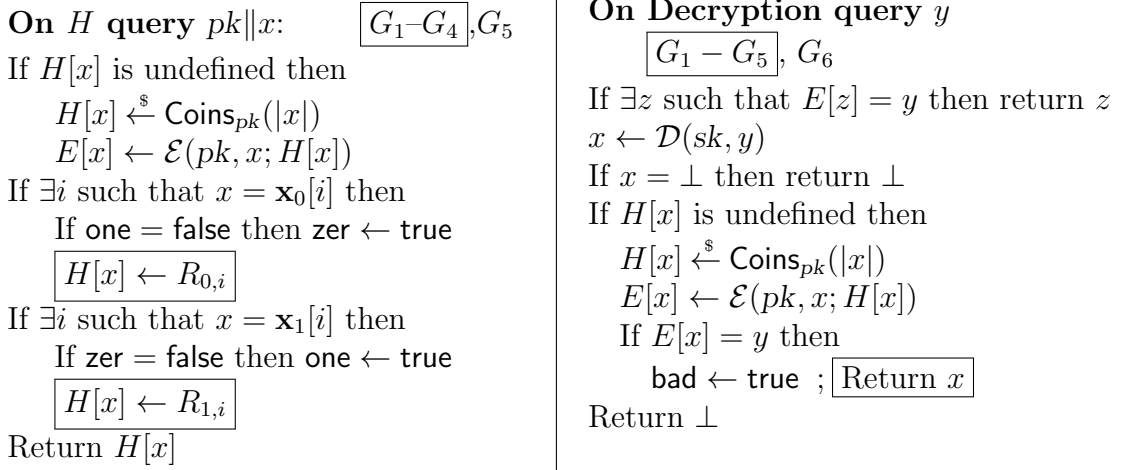 On H query pk∥x: G₁–G₄ ,G₅
If H[x] is undefined then
H[x] ←$ Coins_pk(|x|)
E[x] ← ℰ(pk, x; H[x])
If ∃i such that x = 𝐱₀[i] then
If one = false then zer ← true
H[x] ← R₀,ᵢ
If ∃i such that x = 𝐱₁[i] then
If zer = false then one ← true
H[x] ← R₁,ᵢ
Return H[x]
On Decryption query y
G₁ − G₅ , G₆
If ∃z such that E[z] = y then return z
x ← 𝒟(sk, y)
If x = ⊥ then return ⊥
If H[x] is undefined then
H[x] ←$ Coins_pk(|x|)
E[x] ← ℰ(pk, x; H[x])
If E[x] = y then
bad ← true ; Return x
Return ⊥